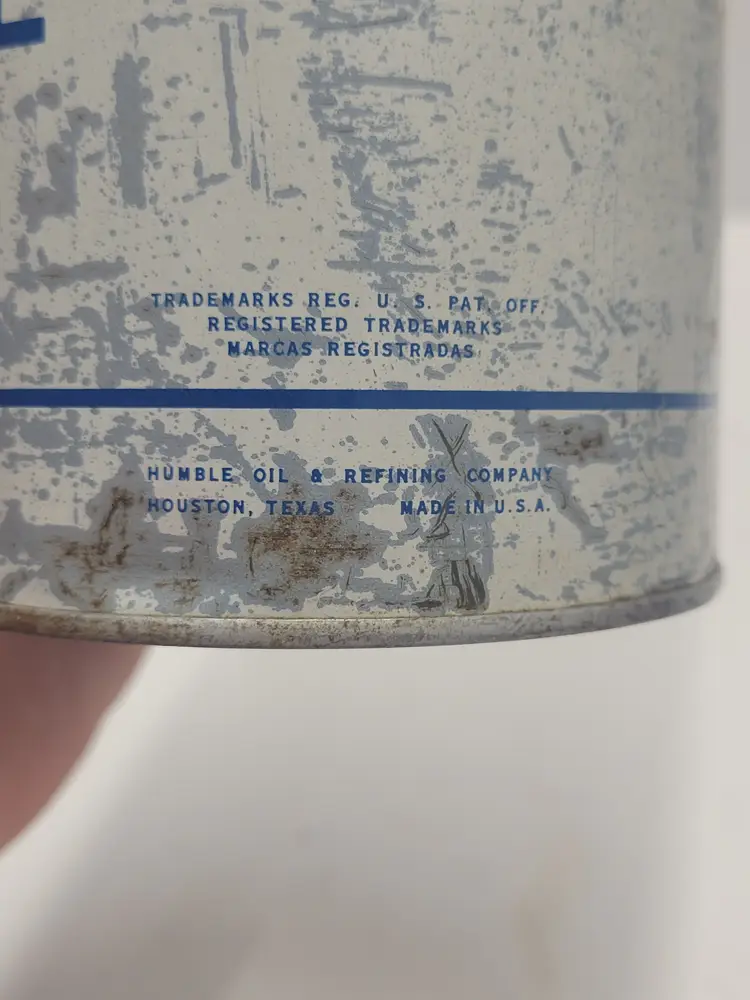 TRADEMARKS REG. U. S. PAT. OFF.
REGISTERED TRADEMARKS
MARCAS REGISTRADAS
HUMBLE OIL & REFINING COMPANY
HOUSTON, TEXAS MADE IN U.S.A.